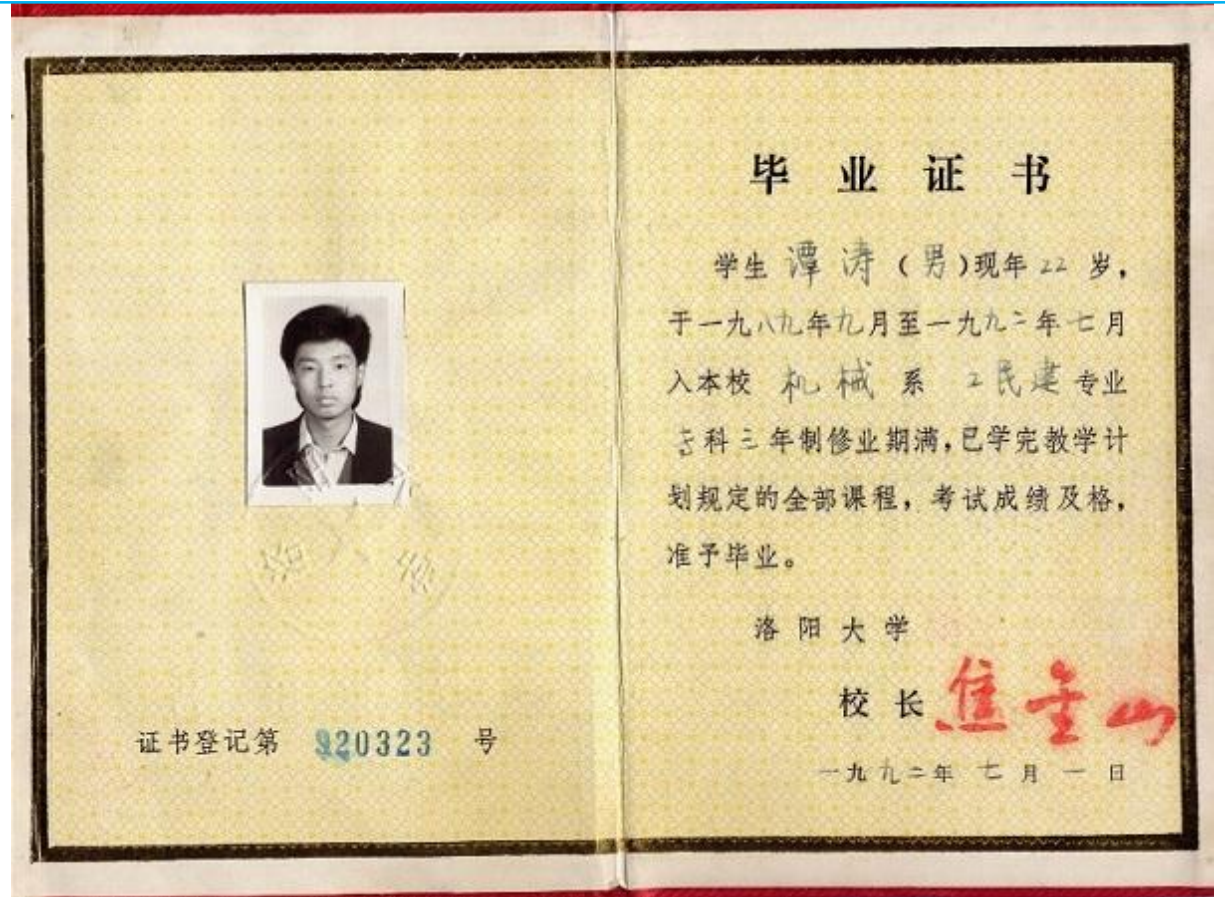 证书登记第 920323 号
毕业证书
学生 谭涛 (男)现年 22 岁,
于一九八九年九月至一九九二年七月
入本校 机械 系 工民建 专业
专科三年制修业期满,已学完教学计
划规定的全部课程,考试成绩及格,
准予毕业。
洛阳大学
校长 焦金山
一九九二年七月一日